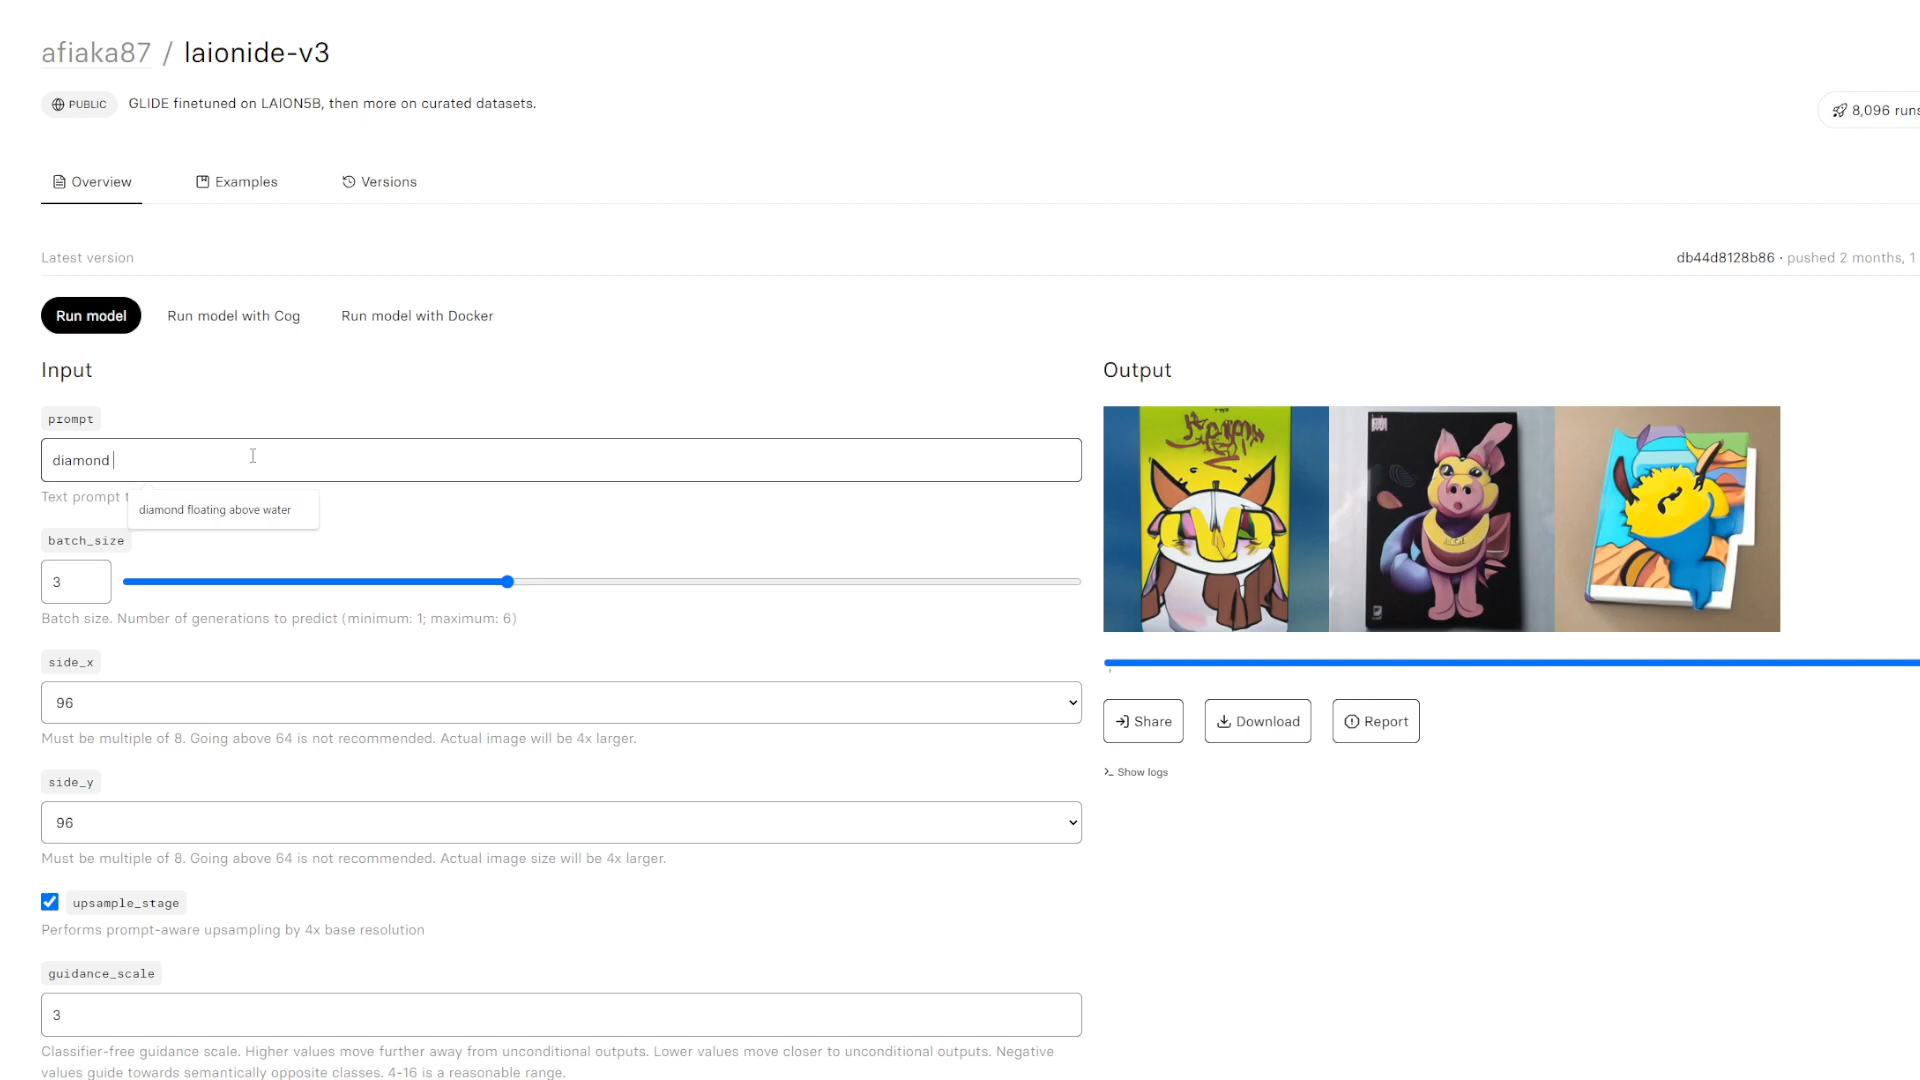 afiaka87 / laionide-v3
PUBLIC GLIDE finetuned on LAION5B, then more on curated datasets.
8,096 runs
Overview Examples Versions
Latest version
db44d8128b86 · pushed 2 months, 1
Run model Run model with Cog Run model with Docker
Input
Output
prompt
diamond
Text prompt
diamond floating above water
batch_size
3
Batch size. Number of generations to predict (minimum: 1; maximum: 6)
side_x
96
Must be multiple of 8. Going above 64 is not recommended. Actual image will be 4x larger.
side_y
96
Must be multiple of 8. Going above 64 is not recommended. Actual image size will be 4x larger.
upsample_stage
Performs prompt-aware upsampling by 4x base resolution
guidance_scale
3
Classifier-free guidance scale. Higher values move further away from unconditional outputs. Lower values move closer to unconditional outputs. Negative
values guide towards semantically opposite classes. 4-16 is a reasonable range.
Share Download Report
Show logs